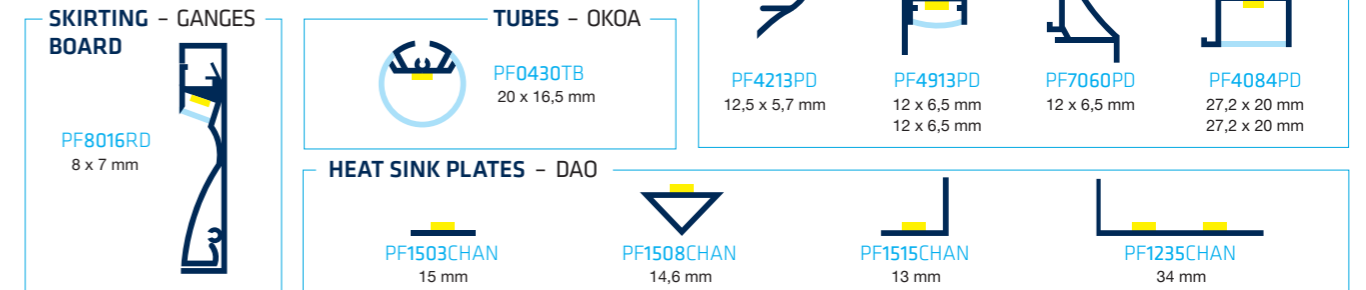 SKIRTING – GANGES
BOARD
PF8016RD
8 x 7 mm
TUBES – OKOA
PF0430TB
20 x 16,5 mm
PF4213PD
12,5 x 5,7 mm
PF4913PD
12 x 6,5 mm
12 x 6,5 mm
PF7060PD
12 x 6,5 mm
PF4084PD
27,2 x 20 mm
27,2 x 20 mm
HEAT SINK PLATES – DAO
PF1503CHAN
15 mm
PF1508CHAN
14,6 mm
PF1515CHAN
13 mm
PF1235CHAN
34 mm